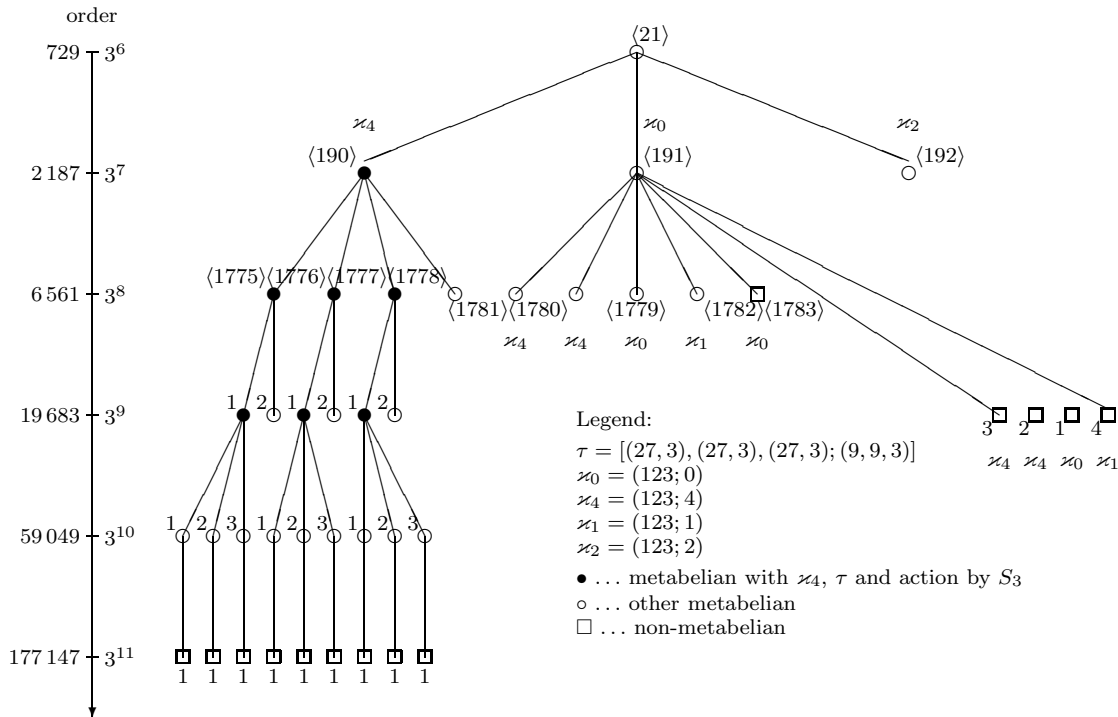 order
729 3^6
⟨21⟩
ϰ4 ϰ0 ϰ2
2 187 3^7
⟨190⟩ ⟨191⟩ ⟨192⟩
6 561 3^8
⟨1775⟩⟨1776⟩⟨1777⟩⟨1778⟩
⟨1781⟩⟨1780⟩ ⟨1779⟩ ⟨1782⟩⟨1783⟩
ϰ4 ϰ4 ϰ0 ϰ1 ϰ0
19 683 3^9
1 2 1 2 1 2
3 2 1 4
ϰ4 ϰ4 ϰ0 ϰ1
Legend:
τ = [(27, 3), (27, 3), (27, 3); (9, 9, 3)]
ϰ0 = (123; 0)
ϰ4 = (123; 4)
ϰ1 = (123; 1)
ϰ2 = (123; 2)
● … metabelian with ϰ4, τ and action by S3
○ … other metabelian
□ … non-metabelian
59 049 3^10
1 2 3 1 2 3 1 2 3
177 147 3^11
1 1 1 1 1 1 1 1 1